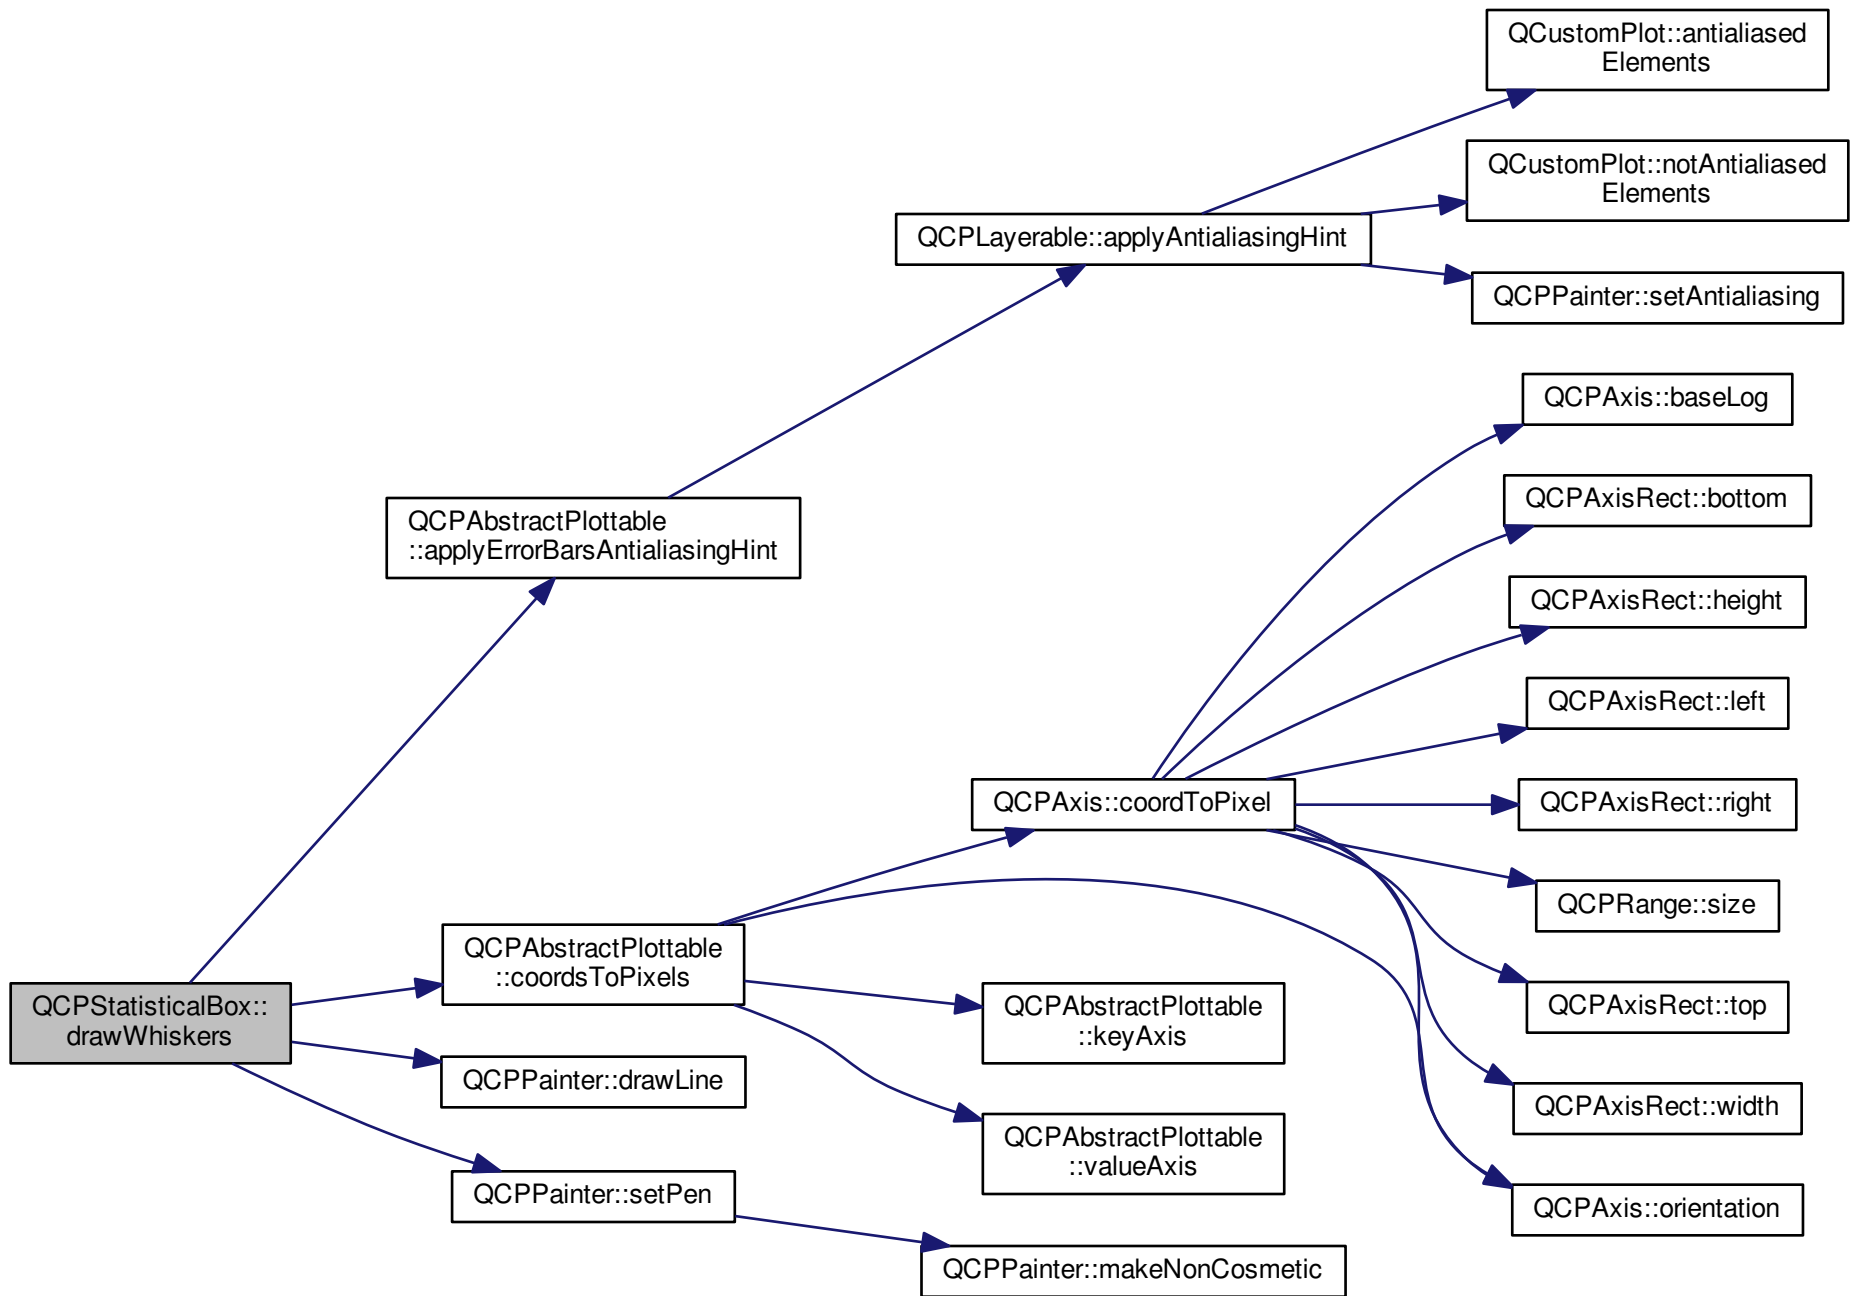 QCustomPlot::antialiased
Elements
QCustomPlot::notAntialiased
Elements
QCPLayerable::applyAntialiasingHint
QCPPainter::setAntialiasing
QCPAxis::baseLog
QCPAxisRect::bottom
QCPAbstractPlottable
::applyErrorBarsAntialiasingHint
QCPAxisRect::height
QCPAxisRect::left
QCPAxis::coordToPixel
QCPAxisRect::right
QCPRange::size
QCPAbstractPlottable
::coordsToPixels
QCPStatisticalBox::
drawWhiskers
QCPAbstractPlottable
::keyAxis
QCPAxisRect::top
QCPPainter::drawLine
QCPAxisRect::width
QCPAbstractPlottable
::valueAxis
QCPPainter::setPen
QCPAxis::orientation
QCPPainter::makeNonCosmetic